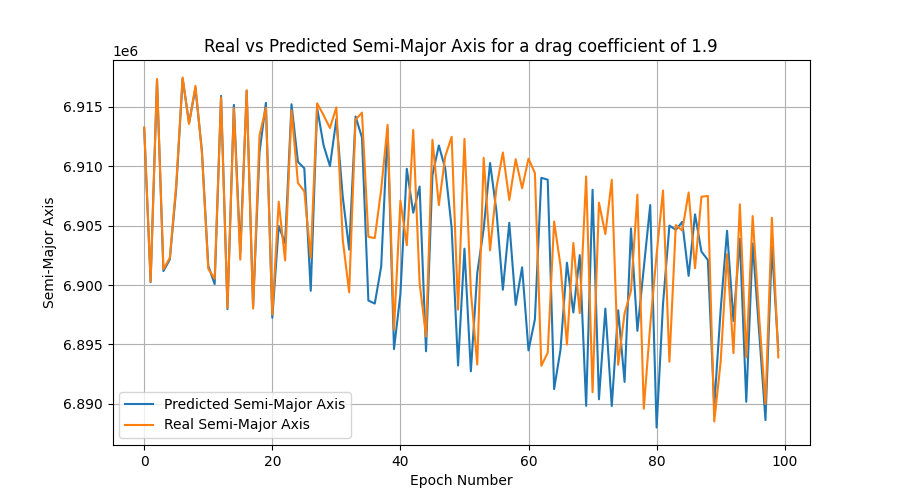 Real vs Predicted Semi-Major Axis for a drag coefficient of 1.9
1e6
6.915
6.910
6.905
6.900
6.895
6.890
Semi-Major Axis
Predicted Semi-Major Axis
Real Semi-Major Axis
0 20 40 60 80 100
Epoch Number